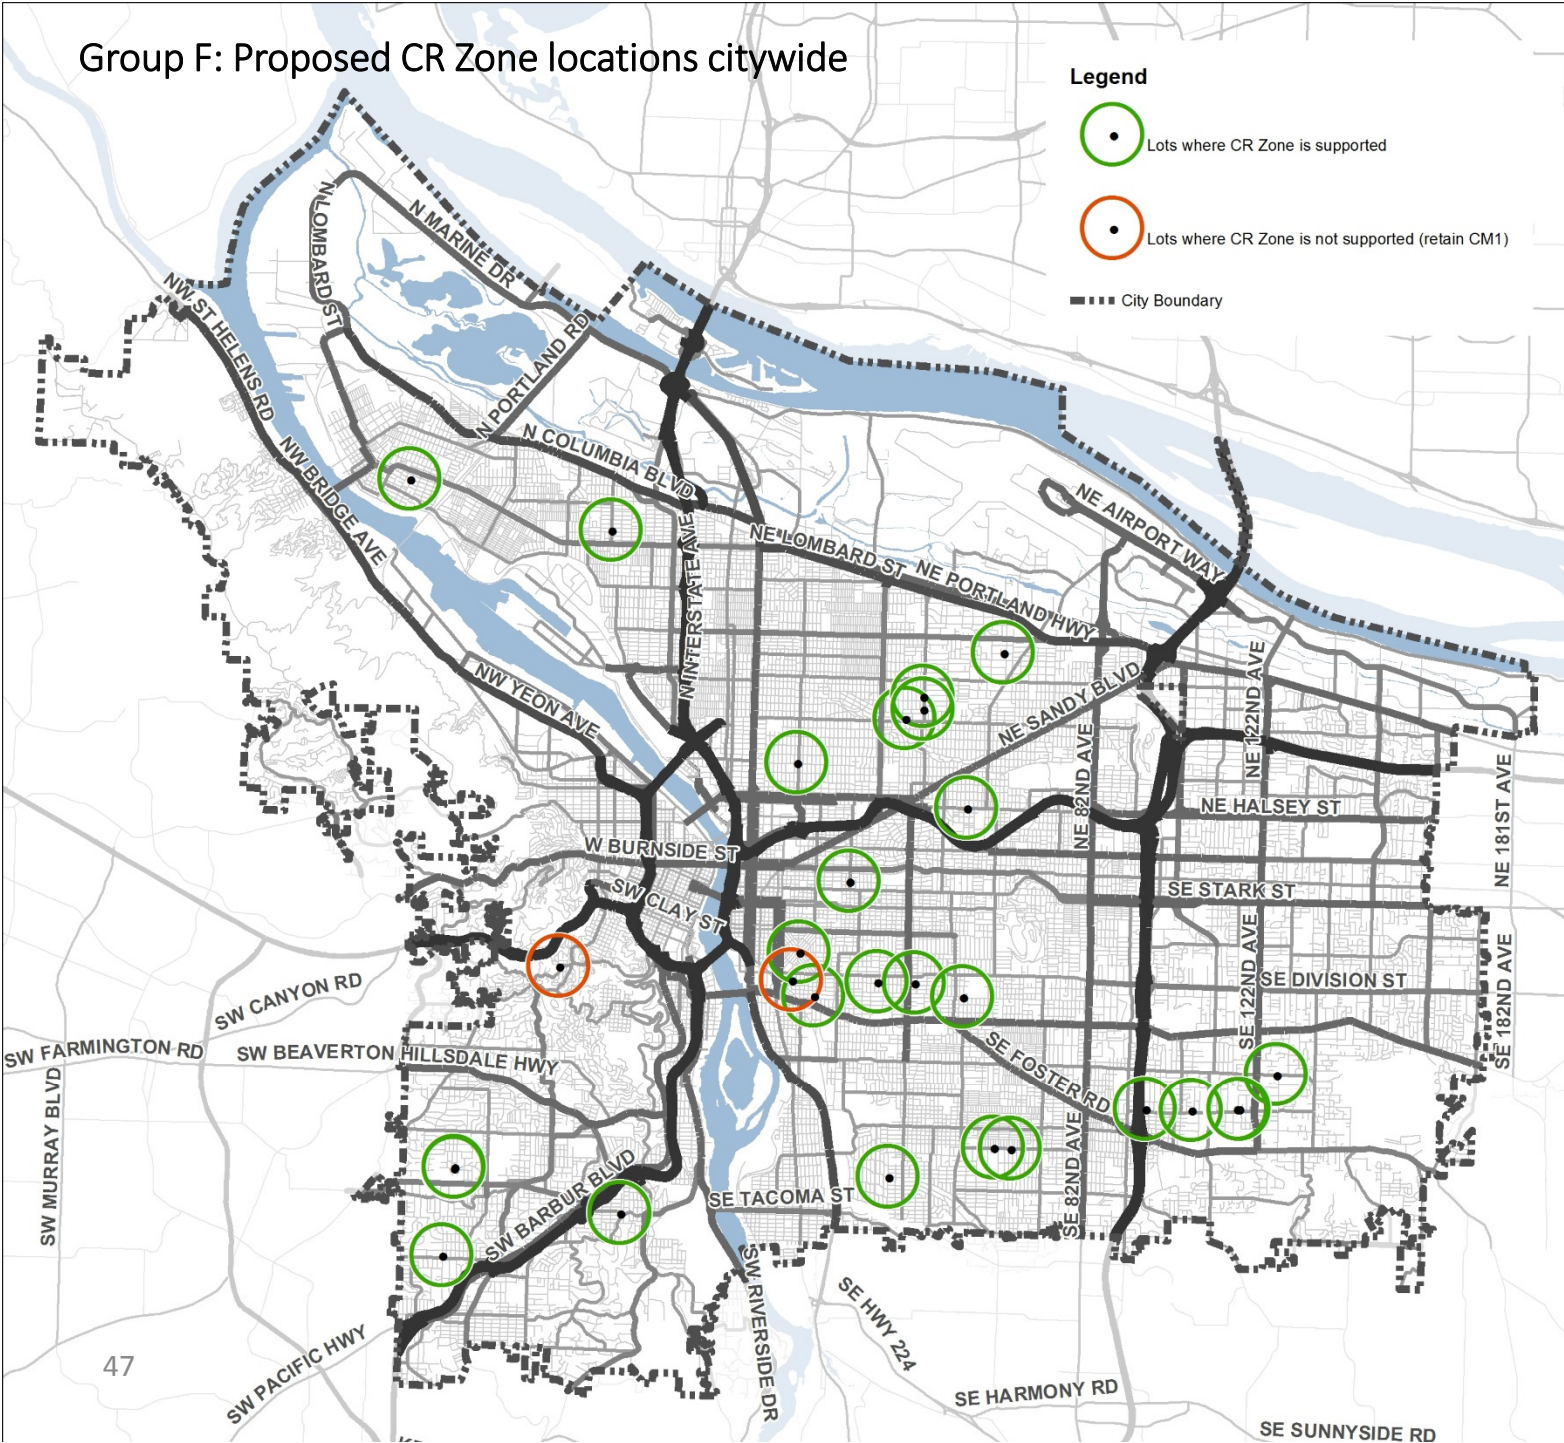 Group F: Proposed CR Zone locations citywide
Legend
Lots where CR Zone is supported
Lots where CR Zone is not supported (retain CM1)
City Boundary
N LOMBARD ST
N MARINE DR
NW ST HELENS RD
N PORTLAND RD
N COLUMBIA BLVD
NW BRIDGE AVE
NE AIRPORT WAY
NE LOMBARD ST
NE PORTLAND HWY
N INTERSTATE AVE
NW YEON AVE
NE SANDY BLVD
NE 122ND AVE
NE 82ND AVE
NE 181ST AVE
NE HALSEY ST
W BURNSIDE ST
SE STARK ST
SW CLAY ST
SE 122ND AVE
SE 182ND AVE
SW CANYON RD
SE DIVISION ST
SW FARMINGTON RD
SW BEAVERTON HILLSDALE HWY
SE FOSTER RD
SW MURRAY BLVD
SE 82ND AVE
SW BARBUR BLVD
SE TACOMA ST
SW RIVERSIDE DR
SE HWY 224
47
SW PACIFIC HWY
SE HARMONY RD
SE SUNNYSIDE RD